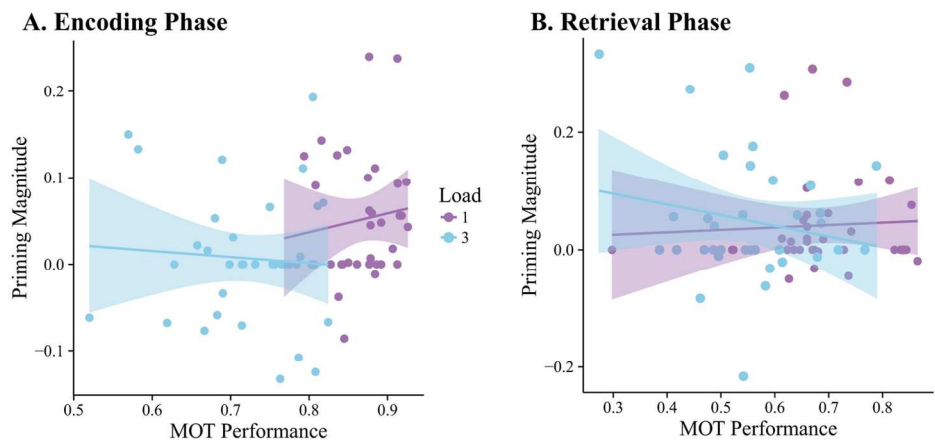 A. Encoding Phase
B. Retrieval Phase
Priming Magnitude
0.2
0.1
0.0
−0.1
0.5
0.6
0.7
0.8
0.9
MOT Performance
Load
1
3
Priming Magnitude
0.2
0.0
−0.2
0.3
0.4
0.5
0.6
0.7
0.8
MOT Performance